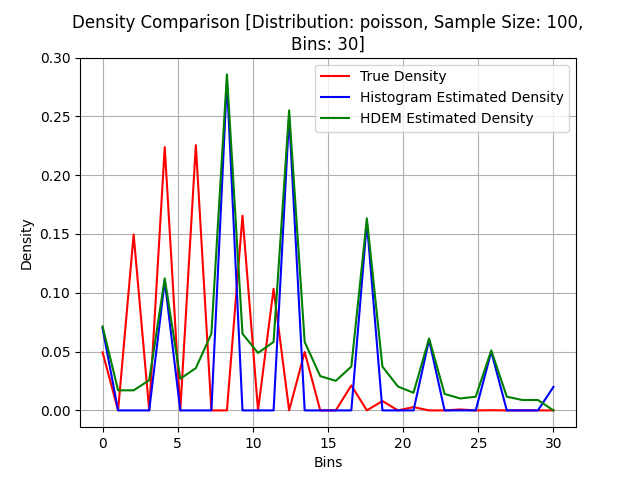 Density Comparison [Distribution: poisson, Sample Size: 100,
Bins: 30]
True Density
Histogram Estimated Density
HDEM Estimated Density
Density
0.30
0.25
0.20
0.15
0.10
0.05
0.00
0 5 10 15 20 25 30
Bins